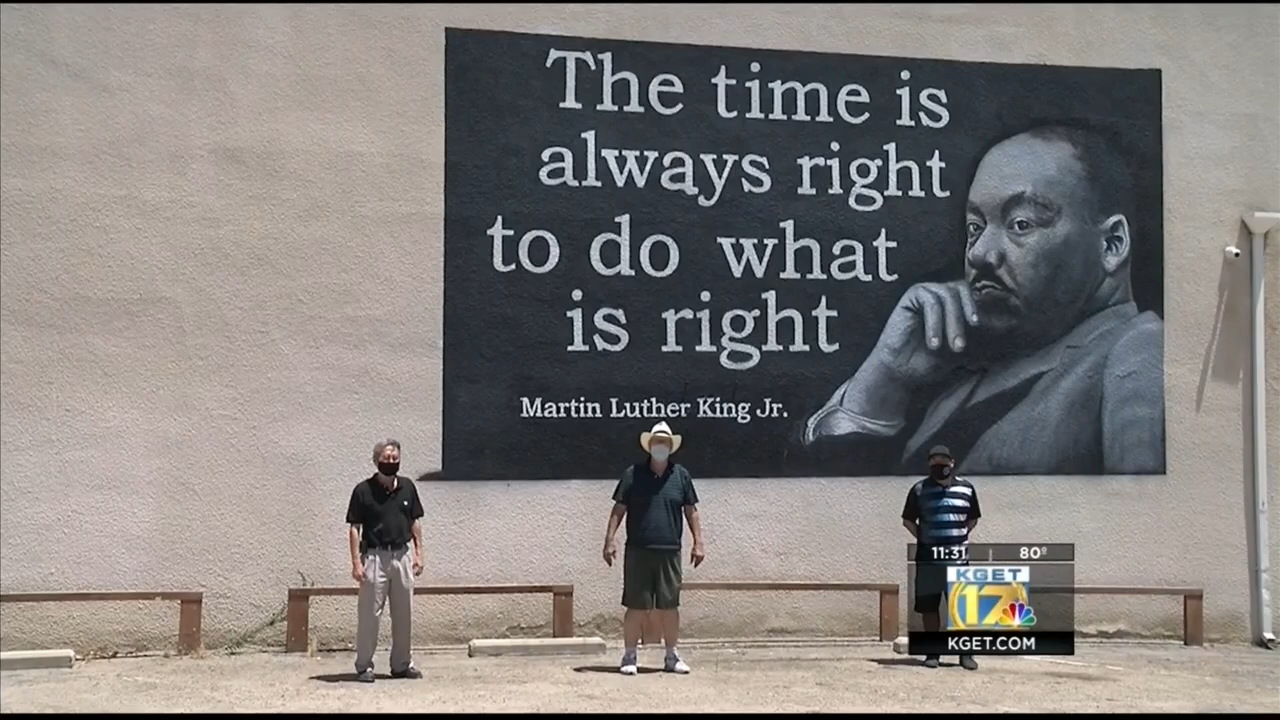 The time is
always right
to do what
is right
Martin Luther King Jr.
11:31 | 80°
KGET
17
KGET.COM